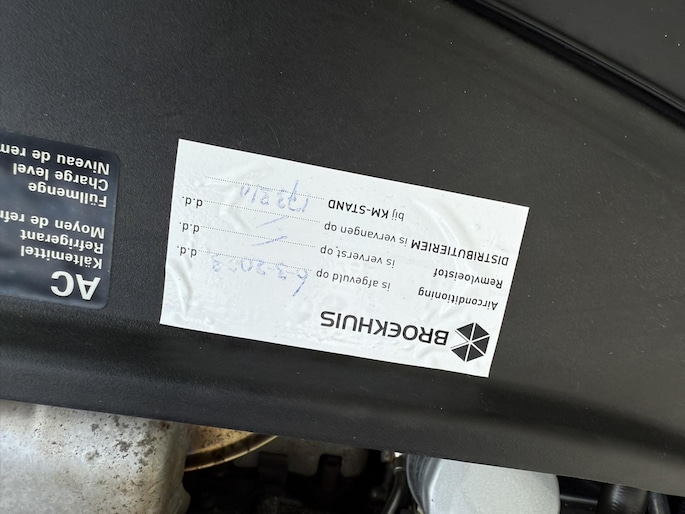 BROEKHUIS
Airconditioning is afgevuld op 6-3-2023 d.d.
Remvloeistof is ververst op / d.d.
DISTRIBUTIERIEM is vervangen op / d.d.
bij KM-STAND
AC
Kältemittel
Refrigerant
Moyen de refr
Füllmenge
Charge level
Niveau de rem